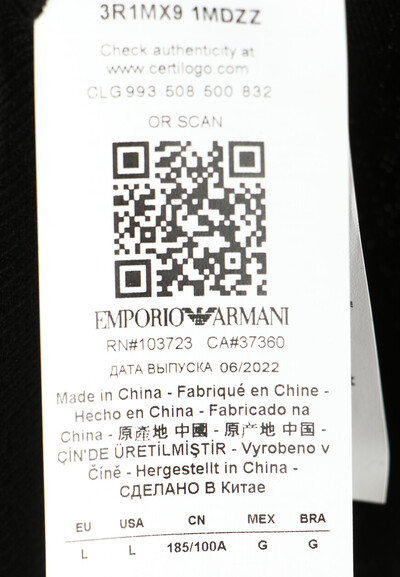 3R1MX9 1MDZZ
Check authenticity at
www.certilogo.com
CLG 993 508 500 832
OR SCAN
EMPORIO ARMANI
RN#103723 CA#37360
ДАТА ВЫПУСКА 06/2022
Made in China - Fabriqué en Chine -
Hecho en China - Fabricado na
China - 原產地 中國 - 原产地 中国 -
ÇİN'DE ÜRETİLMİŞTİR - Vyrobeno v
Číně - Hergestellt in China -
СДЕЛАНО В Китае
EU USA CN MEX BRA
L L 185/100A G G